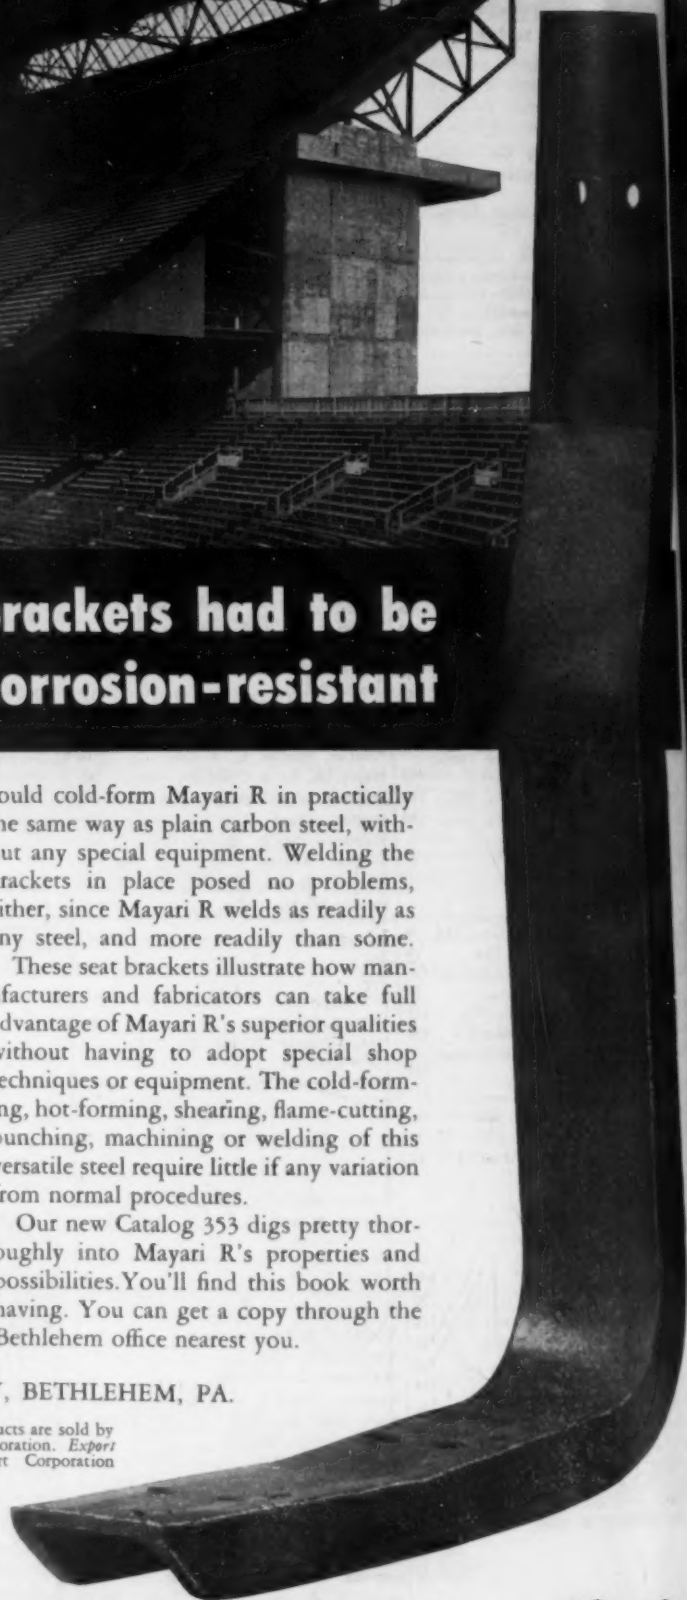 rackets had to be
orrosion-resistant
ould cold-form Mayari R in practically
he same way as plain carbon steel, with-
ut any special equipment. Welding the
rackets in place posed no problems,
ither, since Mayari R welds as readily as
ny steel, and more readily than some.
These seat brackets illustrate how man-
facturers and fabricators can take full
dvantage of Mayari R's superior qualities
vithout having to adopt special shop
echniques or equipment. The cold-form-
ng, hot-forming, shearing, flame-cutting,
ounching, machining or welding of this
ersatile steel require little if any variation
rom normal procedures.
Our new Catalog 353 digs pretty thor-
oughly into Mayari R's properties and
possibilities. You'll find this book worth
having. You can get a copy through the
Bethlehem office nearest you.
, BETHLEHEM, PA.
ucts are sold by
oration. Export
rt Corporation